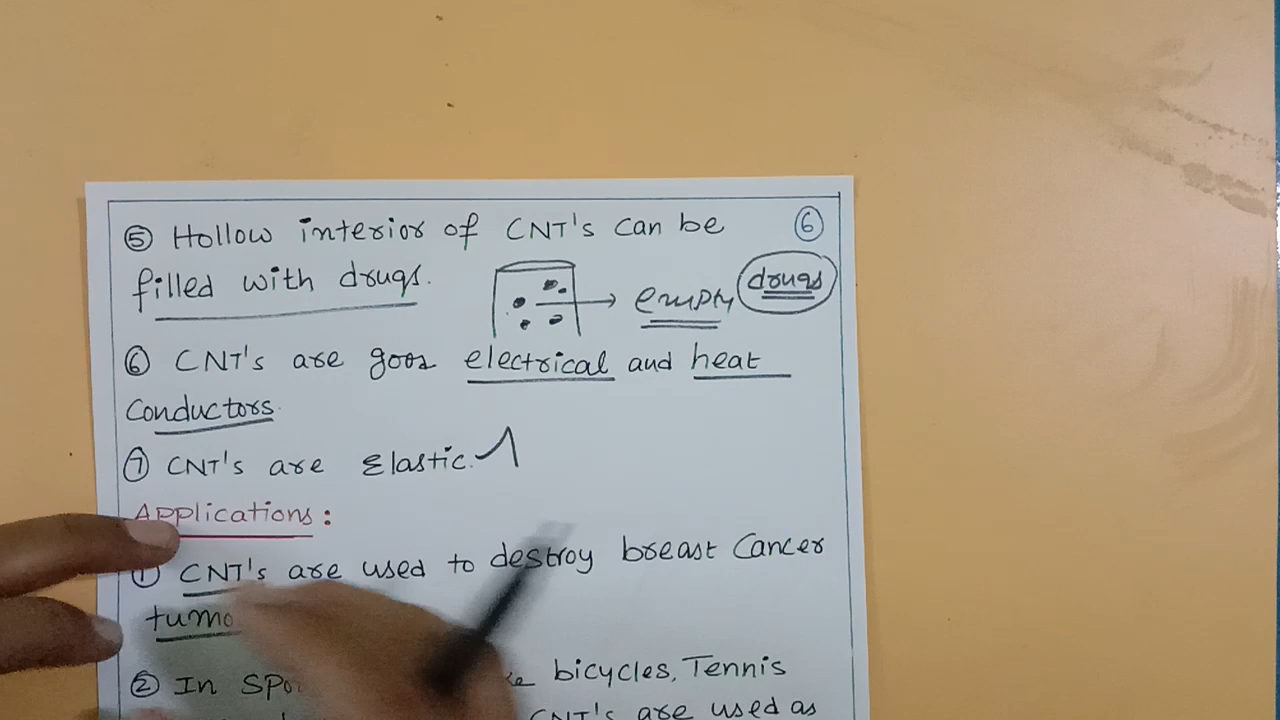 ⑤ Hollow interior of CNT's can be ⑥
filled with drugs. empty drugs
⑥ CNT's are good electrical and heat
Conductors.
⑦ CNT's are Elastic.
Applications:
① CNT's are used to destroy breast Cancer
② In bicycles, Tennis
CNT's are used as